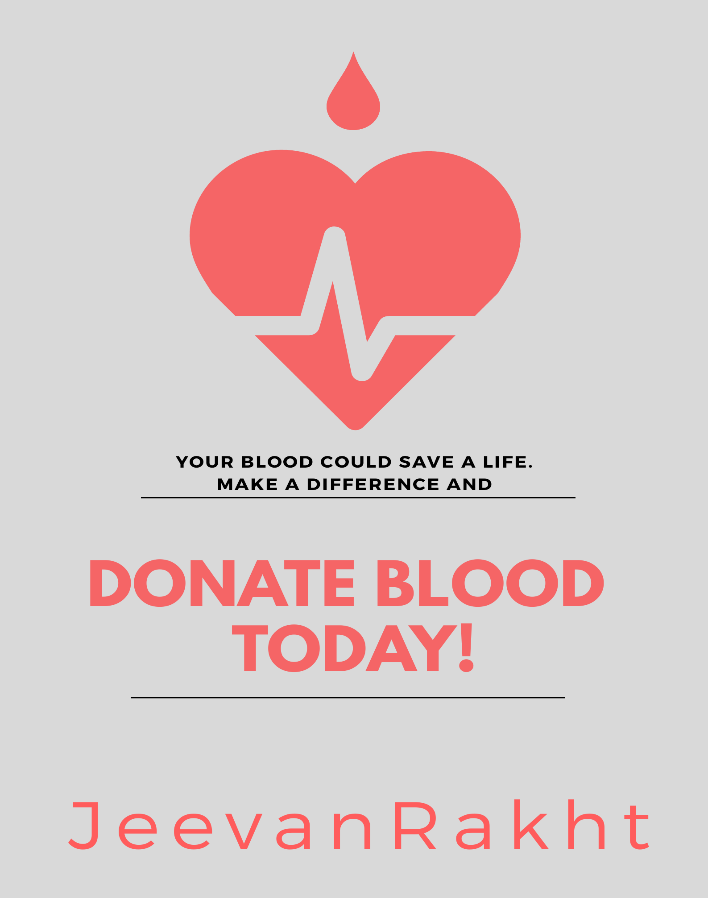 YOUR BLOOD COULD SAVE A LIFE.
MAKE A DIFFERENCE AND
DONATE BLOOD
TODAY!
JeevanRakht